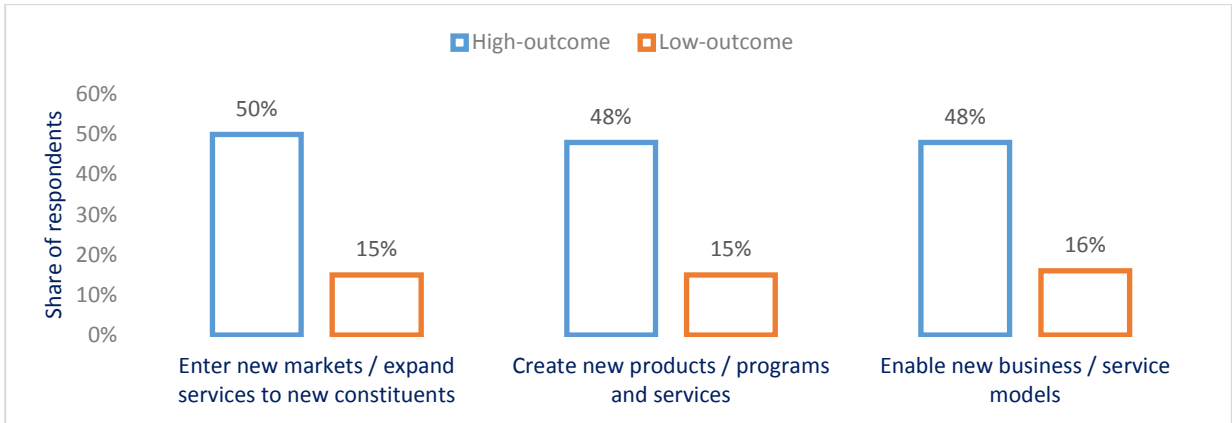 High-outcome Low-outcome
Share of respondents
60%
50%
40%
30%
20%
10%
0%
50%
15%
48%
15%
48%
16%
Enter new markets / expand
services to new constituents
Create new products / programs
and services
Enable new business / service
models